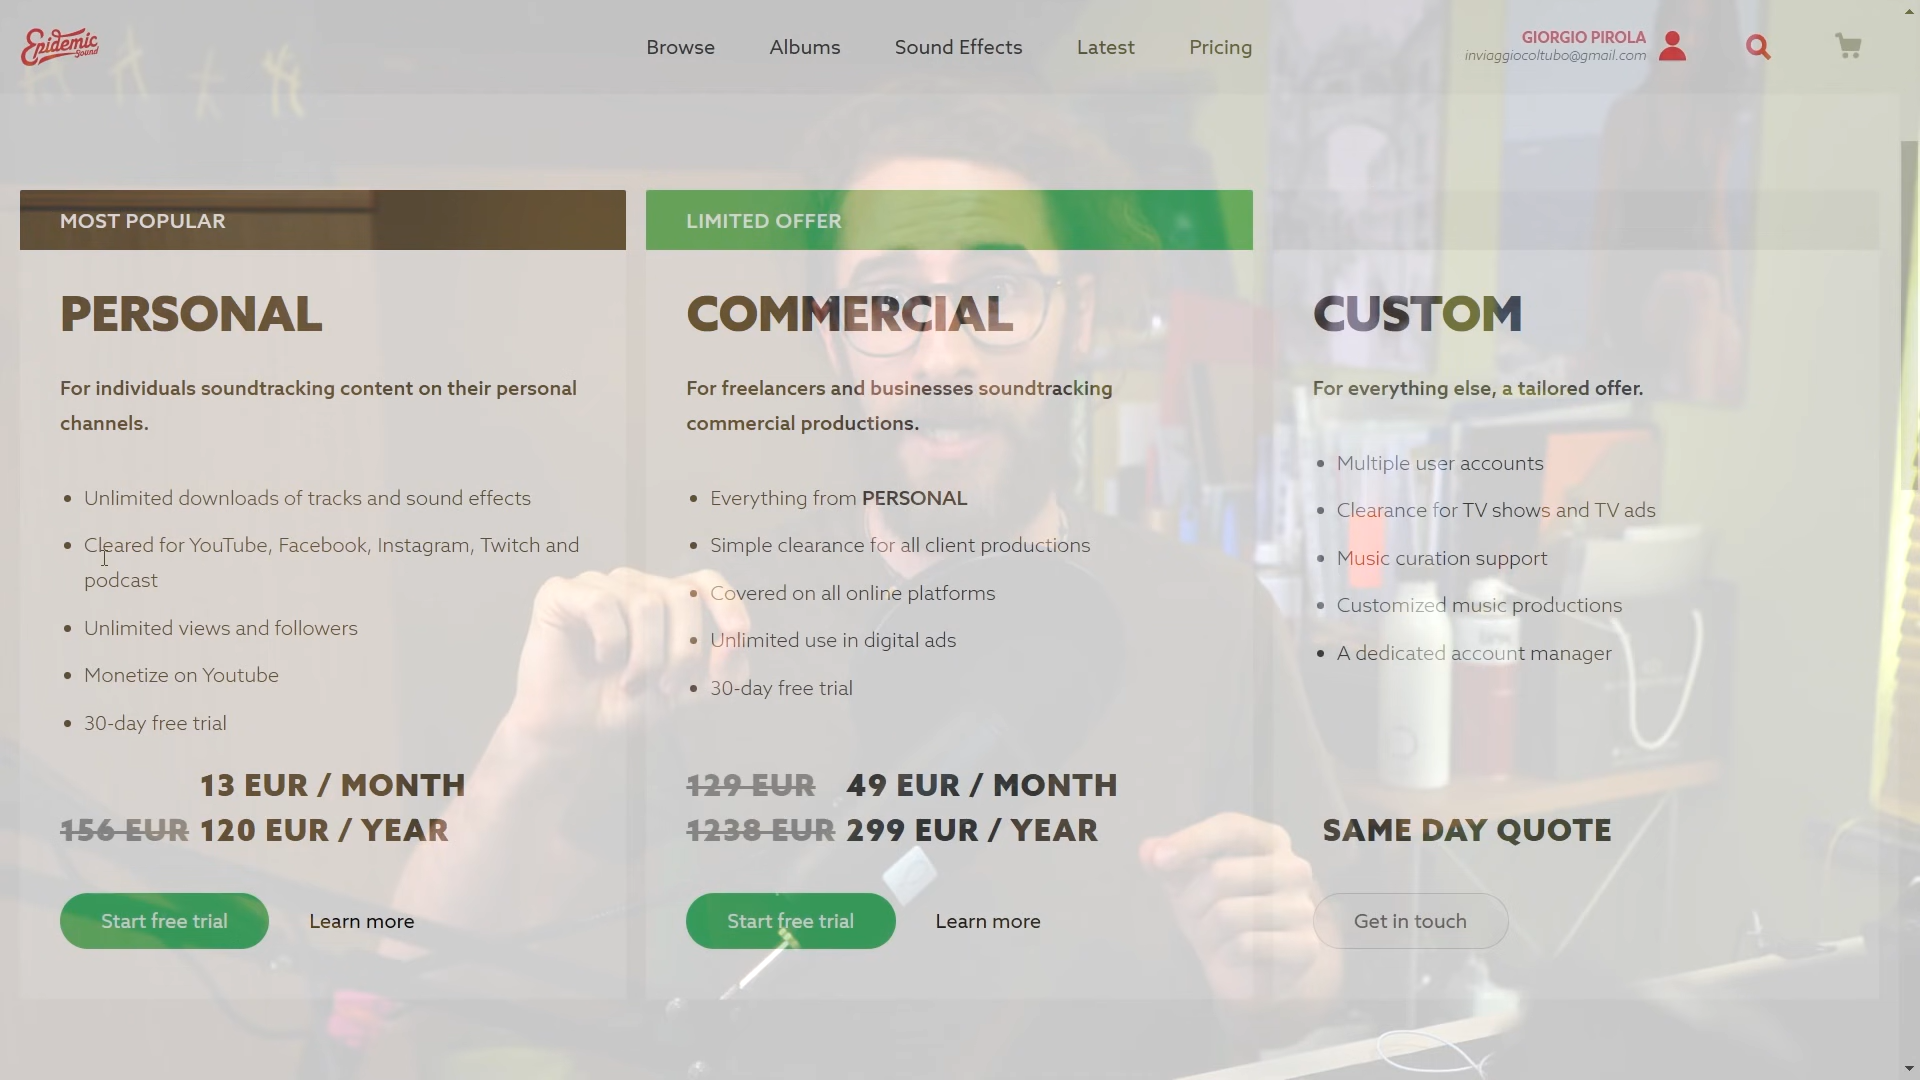 Epidemic
Sound
Browse
Albums
Sound Effects
Latest
Pricing
GIORGIO PIROLA
inviaggiocoltubo@gmail.com
MOST POPULAR
PERSONAL
For individuals soundtracking content on their personal
channels.
Unlimited downloads of tracks and sound effects
Cleared for YouTube, Facebook, Instagram, Twitch and
podcast
Unlimited views and followers
Monetize on Youtube
30-day free trial
13 EUR / MONTH
156 EUR 120 EUR / YEAR
Start free trial
Learn more
LIMITED OFFER
COMMERCIAL
For freelancers and businesses soundtracking
commercial productions.
Everything from PERSONAL
Simple clearance for all client productions
Covered on all online platforms
Unlimited use in digital ads
30-day free trial
129 EUR 49 EUR / MONTH
1238 EUR 299 EUR / YEAR
Start free trial
Learn more
CUSTOM
For everything else, a tailored offer.
Multiple user accounts
Clearance for TV shows and TV ads
Music curation support
Customized music productions
A dedicated account manager
SAME DAY QUOTE
Get in touch